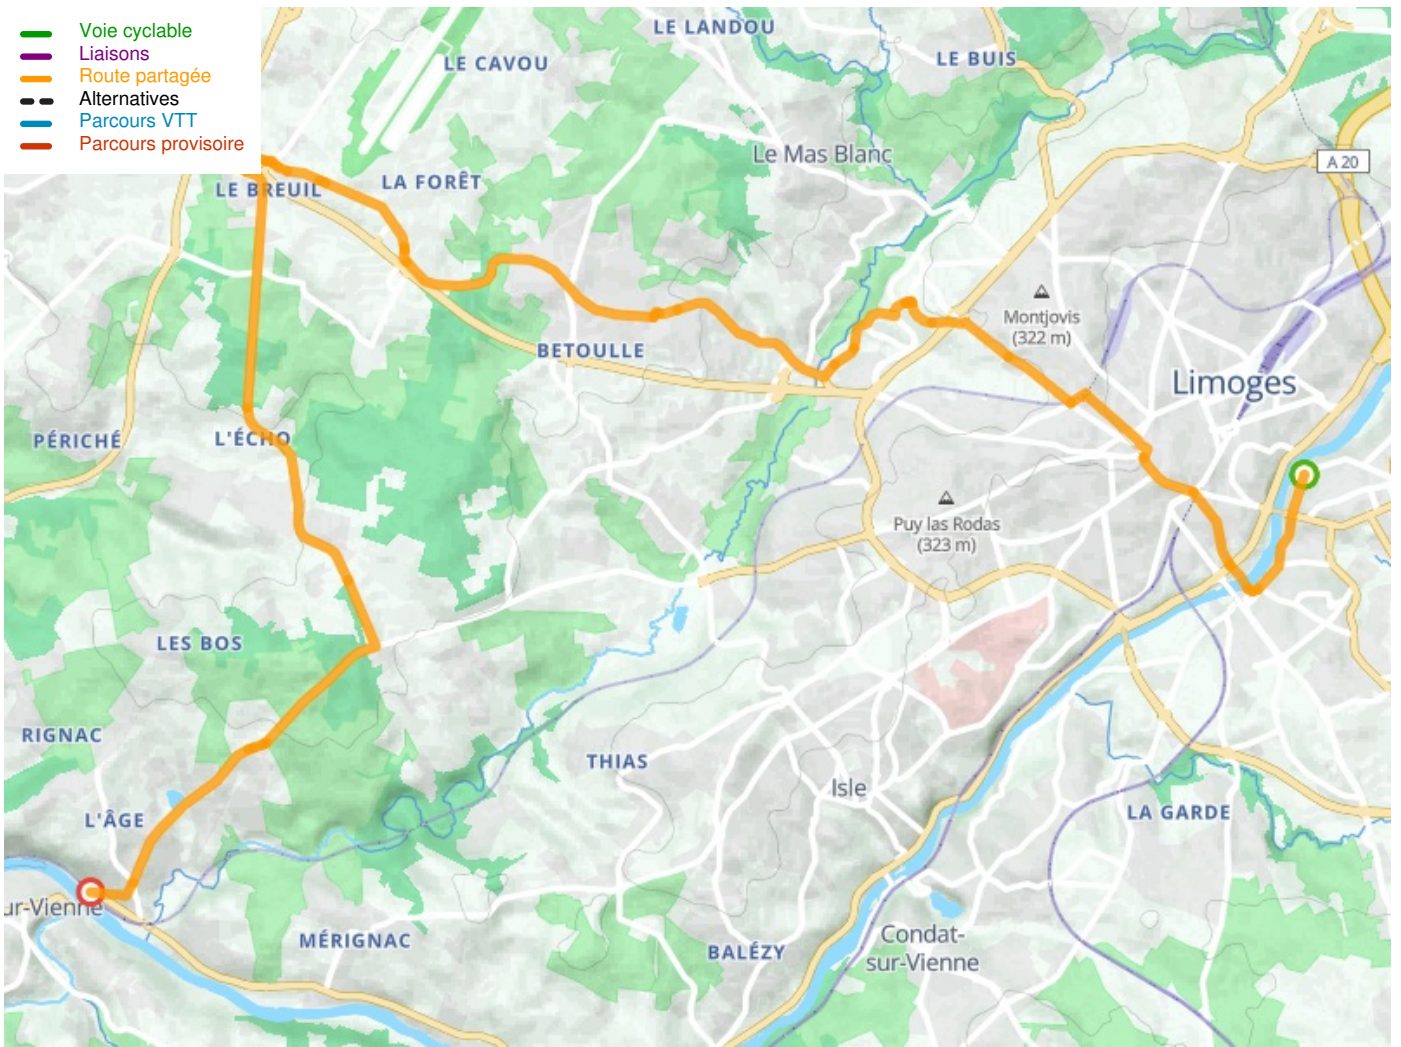 Voie cyclable
Liaisons
Route partagée
Alternatives
Parcours VTT
Parcours provisoire
LE LANDOU
LE CAVOU
LE BUIS
Le Mas Blanc
A 20
LE BREUIL
LA FORÊT
Montjovis
(322 m)
BETOULLE
Limoges
PÉRICHÉ
L'ÉCHO
Puy las Rodas
(323 m)
LES BOS
RIGNAC
THIAS
Isle
L'ÂGE
LA GARDE
ur-Vienne
MÉRIGNAC
BALÉZY
Condat-
sur-Vienne